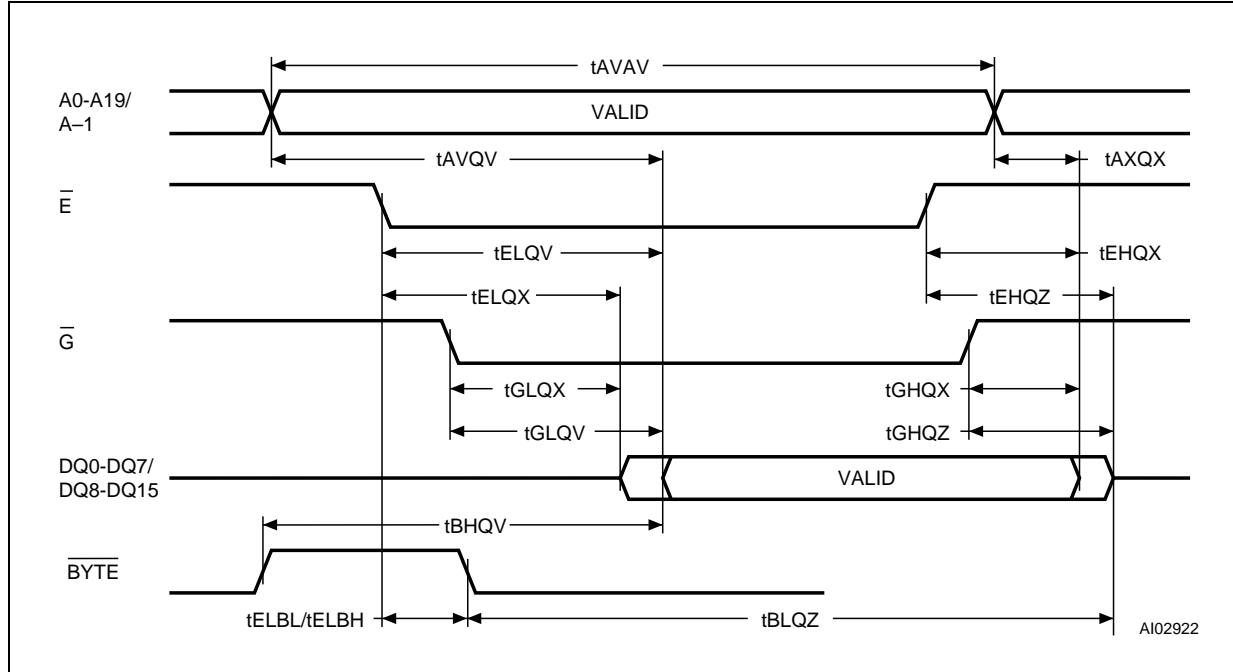 tAVAV
A0-A19/
A–1
VALID
tAVQV
tAXQX
E
tELQV
tEHQX
tELQX
tEHQZ
G
tGLQX
tGHQX
tGLQV
tGHQZ
DQ0-DQ7/
DQ8-DQ15
VALID
tBHQV
BYTE
tELBL/tELBH
tBLQZ
AI02922